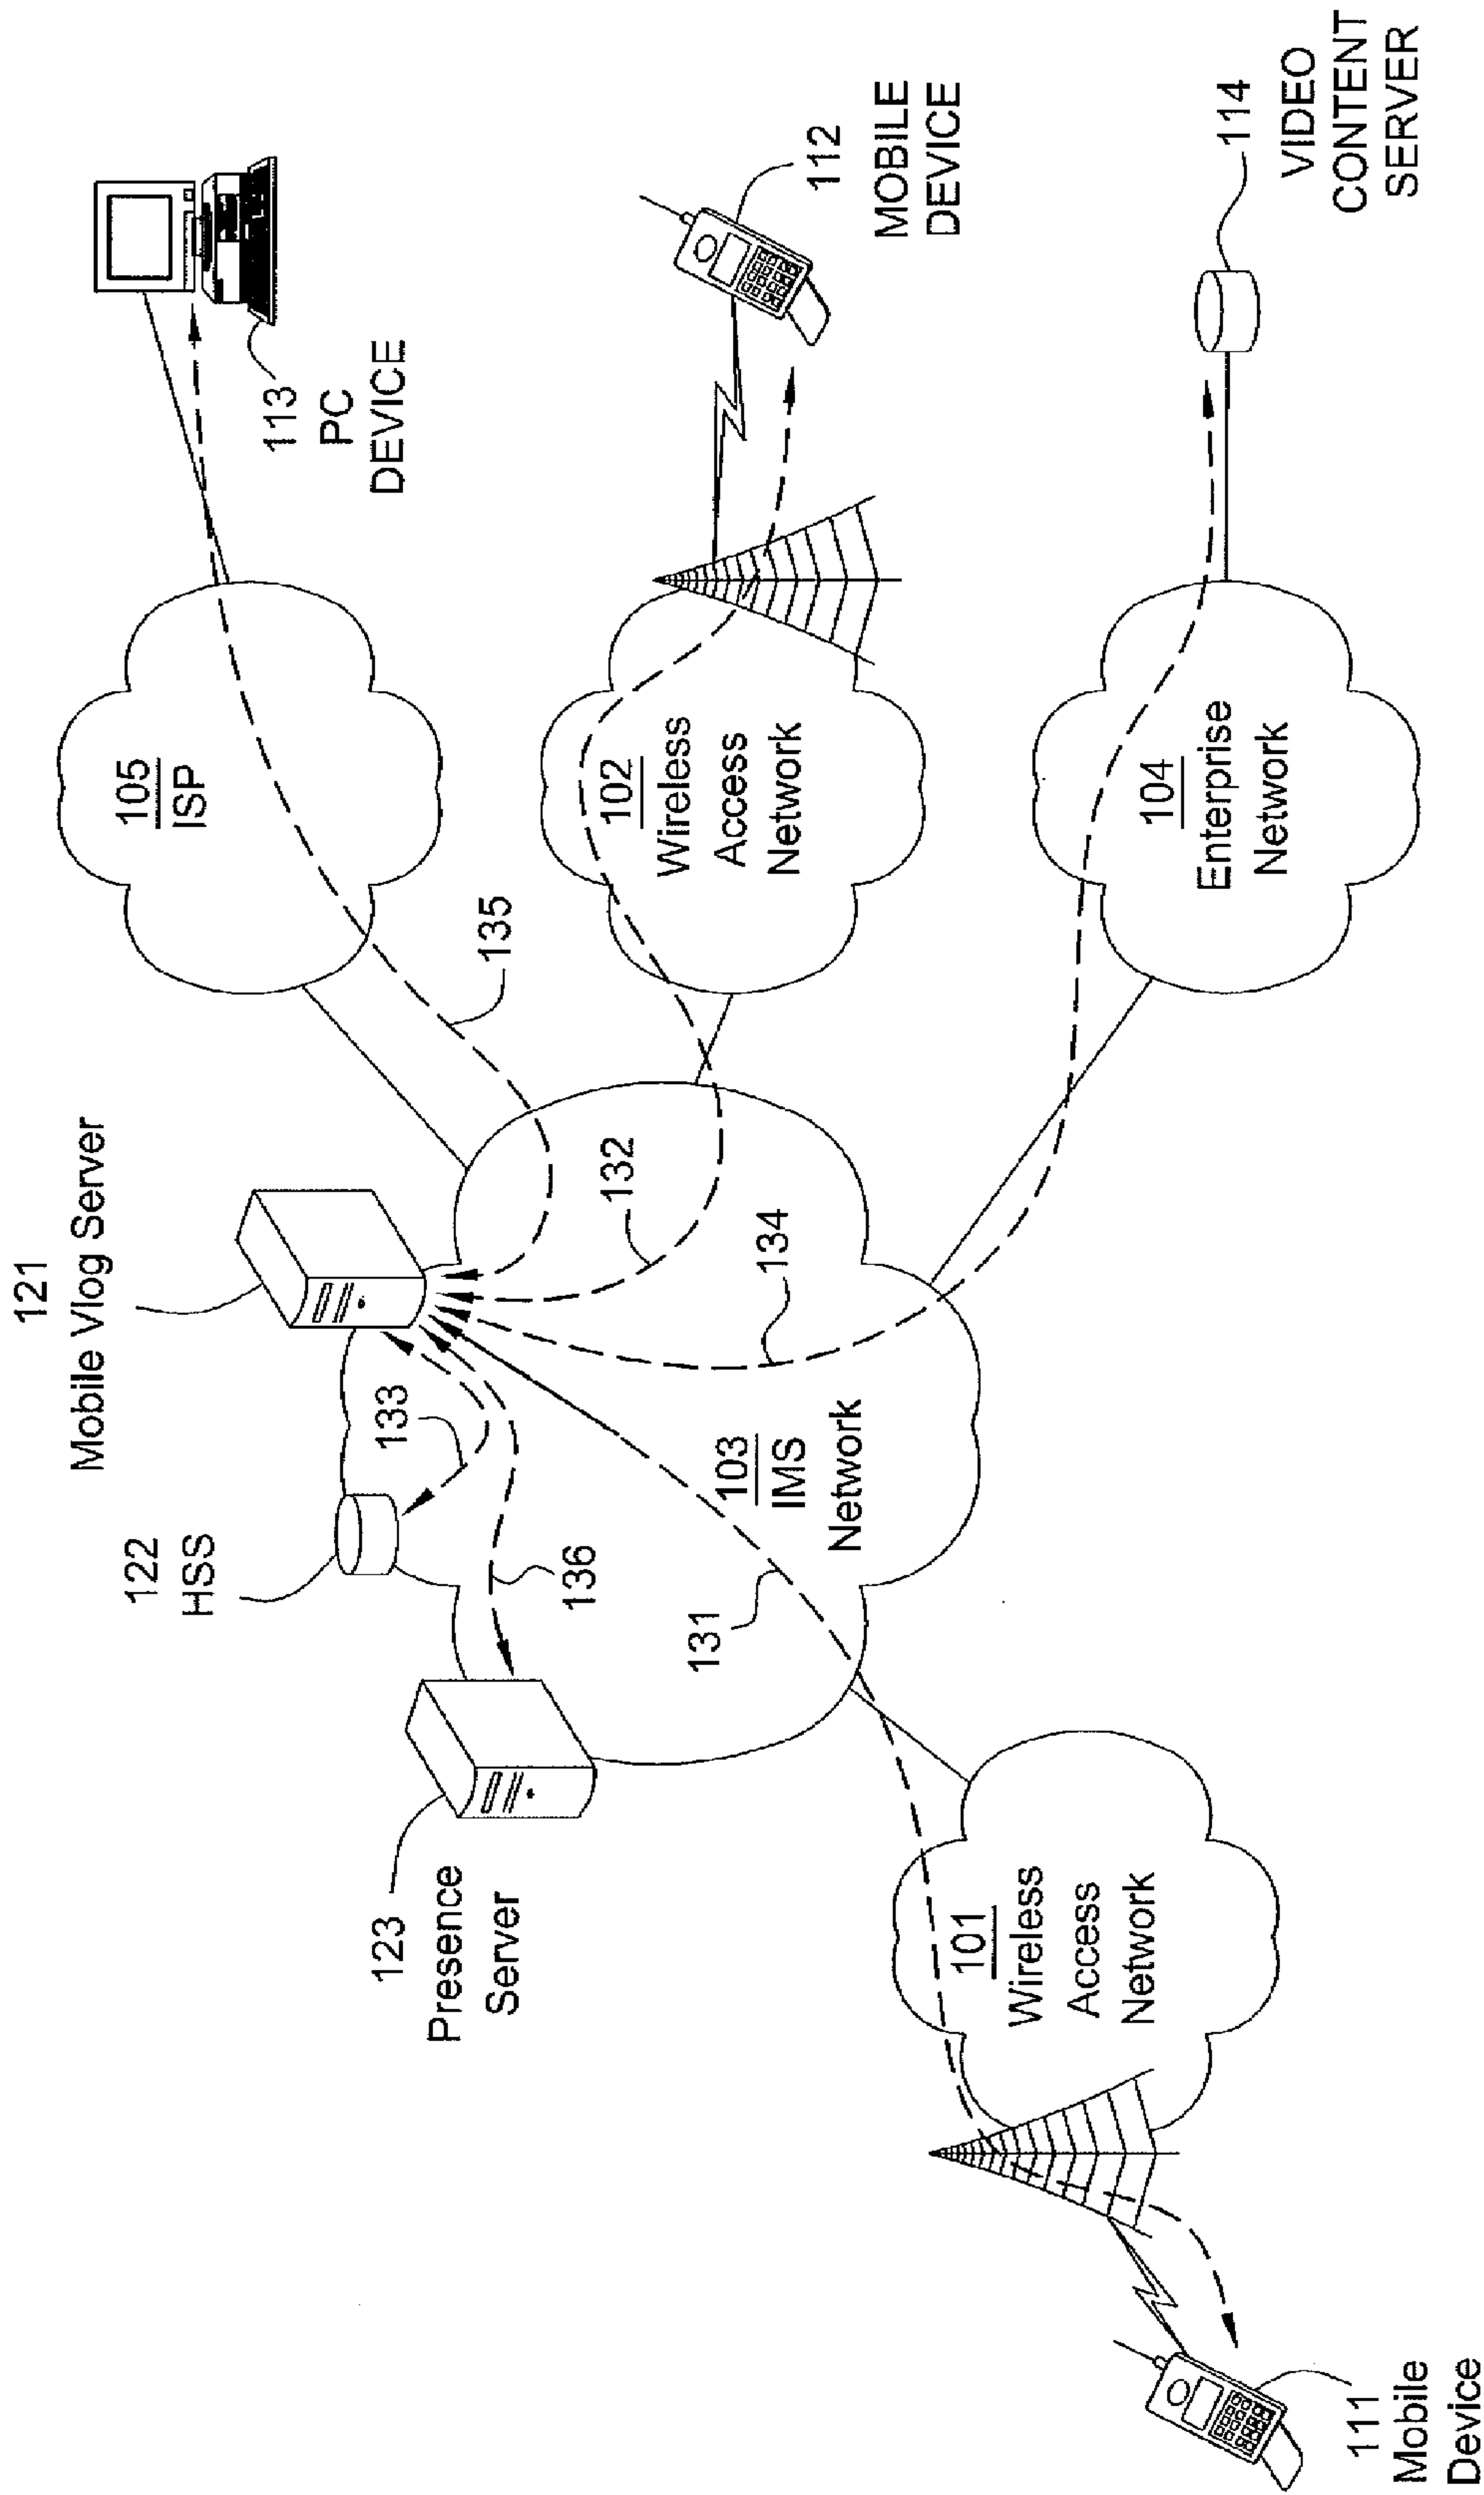 121
Mobile Vlog Server
122
HSS
123
Presence
Server
133
136
131
103
IMS
Network
132
134
135
105
ISP
113
PC
DEVICE
102
Wireless
Access
Network
112
MOBILE
DEVICE
104
Enterprise
Network
114
VIDEO
CONTENT
SERVER
101
Wireless
Access
Network
111
Mobile
Device